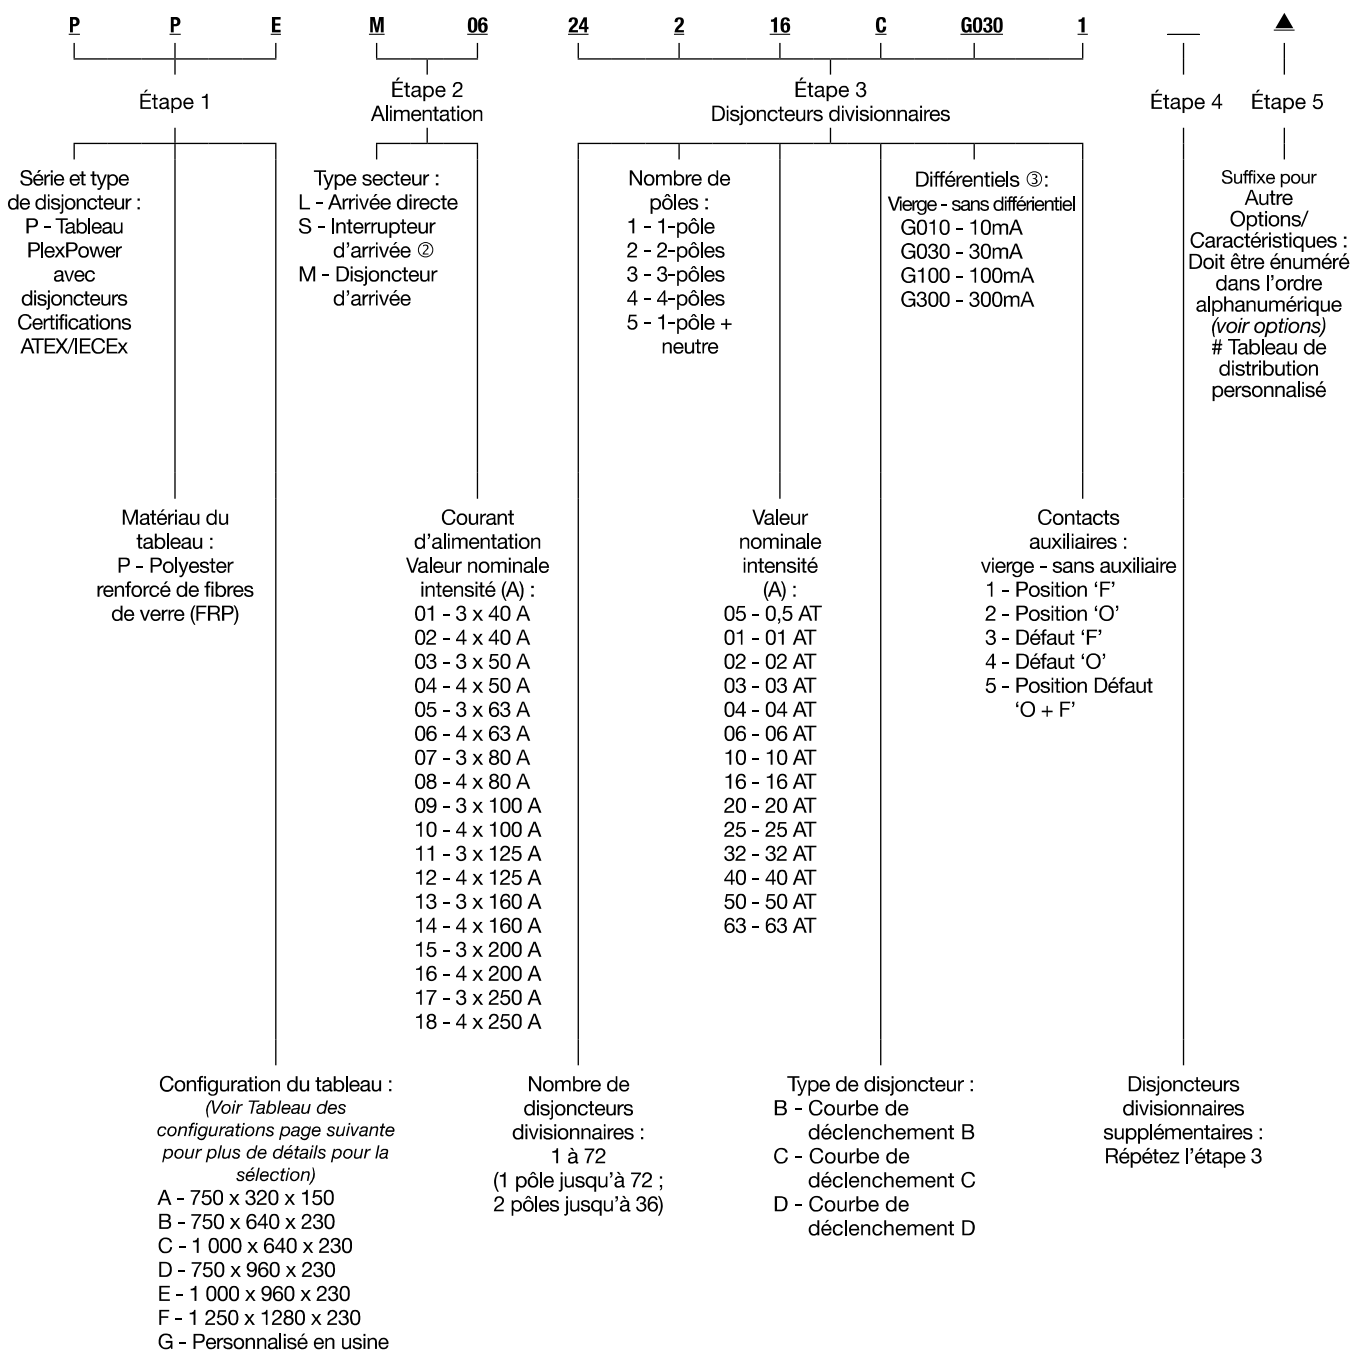 P P E M 06 24 2 16 C G030 1 __ ▲
Étape 1
Étape 2
Alimentation
Étape 3
Disjoncteurs divisionnaires
Étape 4
Étape 5
Série et type
de disjoncteur :
P - Tableau
PlexPower
avec
disjoncteurs
Certifications
ATEX/IECEx
Type secteur :
L - Arrivée directe
S - Interrupteur
d’arrivée ②
M - Disjoncteur
d’arrivée
Nombre de
pôles :
1 - 1-pôle
2 - 2-pôles
3 - 3-pôles
4 - 4-pôles
5 - 1-pôle +
neutre
Différentiels ③:
Vierge - sans différientiel
G010 - 10mA
G030 - 30mA
G100 - 100mA
G300 - 300mA
Suffixe pour
Autre
Options/
Caractéristiques :
Doit être énuméré
dans l’ordre
alphanumérique
(voir options)
# Tableau de
distribution
personnalisé
Matériau du
tableau :
P - Polyester
renforcé de fibres
de verre (FRP)
Courant
d’alimentation
Valeur nominale
intensité (A) :
01 - 3 x 40 A
02 - 4 x 40 A
03 - 3 x 50 A
04 - 4 x 50 A
05 - 3 x 63 A
06 - 4 x 63 A
07 - 3 x 80 A
08 - 4 x 80 A
09 - 3 x 100 A
10 - 4 x 100 A
11 - 3 x 125 A
12 - 4 x 125 A
13 - 3 x 160 A
14 - 4 x 160 A
15 - 3 x 200 A
16 - 4 x 200 A
17 - 3 x 250 A
18 - 4 x 250 A
Valeur
nominale
intensité
(A) :
05 - 0,5 AT
01 - 01 AT
02 - 02 AT
03 - 03 AT
04 - 04 AT
06 - 06 AT
10 - 10 AT
16 - 16 AT
20 - 20 AT
25 - 25 AT
32 - 32 AT
40 - 40 AT
50 - 50 AT
63 - 63 AT
Contacts
auxiliaires :
vierge - sans auxiliaire
1 - Position ‘F’
2 - Position ‘O’
3 - Défaut ‘F’
4 - Défaut ‘O’
5 - Position Défaut
‘O + F’
Configuration du tableau :
(Voir Tableau des
configurations page suivante
pour plus de détails pour la
sélection)
A - 750 x 320 x 150
B - 750 x 640 x 230
C - 1 000 x 640 x 230
D - 750 x 960 x 230
E - 1 000 x 960 x 230
F - 1 250 x 1280 x 230
G - Personnalisé en usine
Nombre de
disjoncteurs
divisionnaires :
1 à 72
(1 pôle jusqu’à 72 ;
2 pôles jusqu’à 36)
Type de disjoncteur :
B - Courbe de
déclenchement B
C - Courbe de
déclenchement C
D - Courbe de
déclenchement D
Disjoncteurs
divisionnaires
supplémentaires :
Répétez l’étape 3